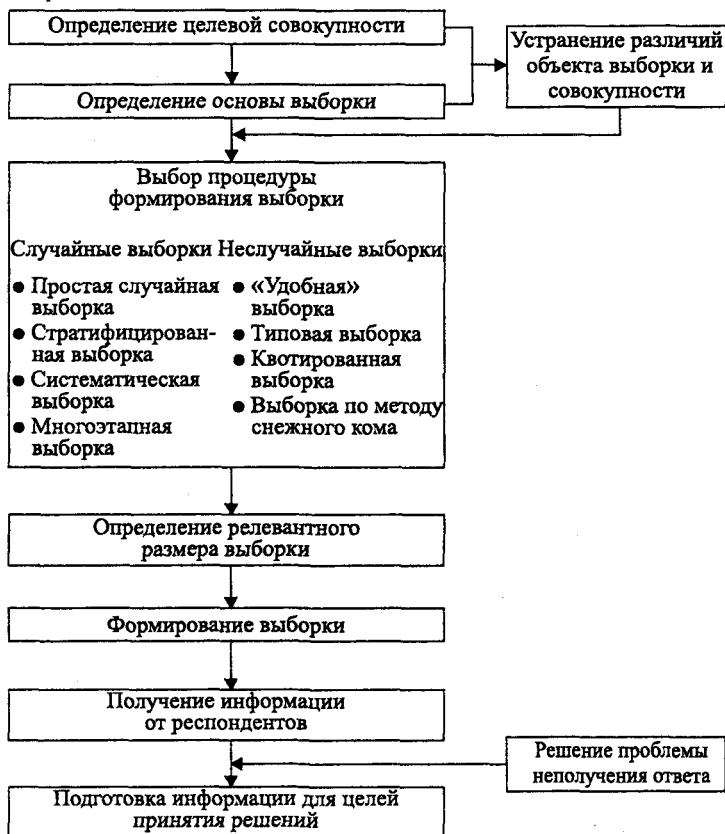 Определение целевой совокупности
Устранение различий
объекта выборки и
совокупности
Определение основы выборки
Выбор процедуры
формирования выборки
Случайные выборки
● Простая случайная
выборка
● Стратифицирован-
ная выборка
● Систематическая
выборка
● Многоэтапная
выборка
Неслучайные выборки
● «Удобная»
выборка
● Типовая выборка
● Квотированная
выборка
● Выборка по методу
снежного кома
Определение релевантного
размера выборки
Формирование выборки
Получение информации
от респондентов
Решение проблемы
неполучения ответа
Подготовка информации для целей
принятия решений